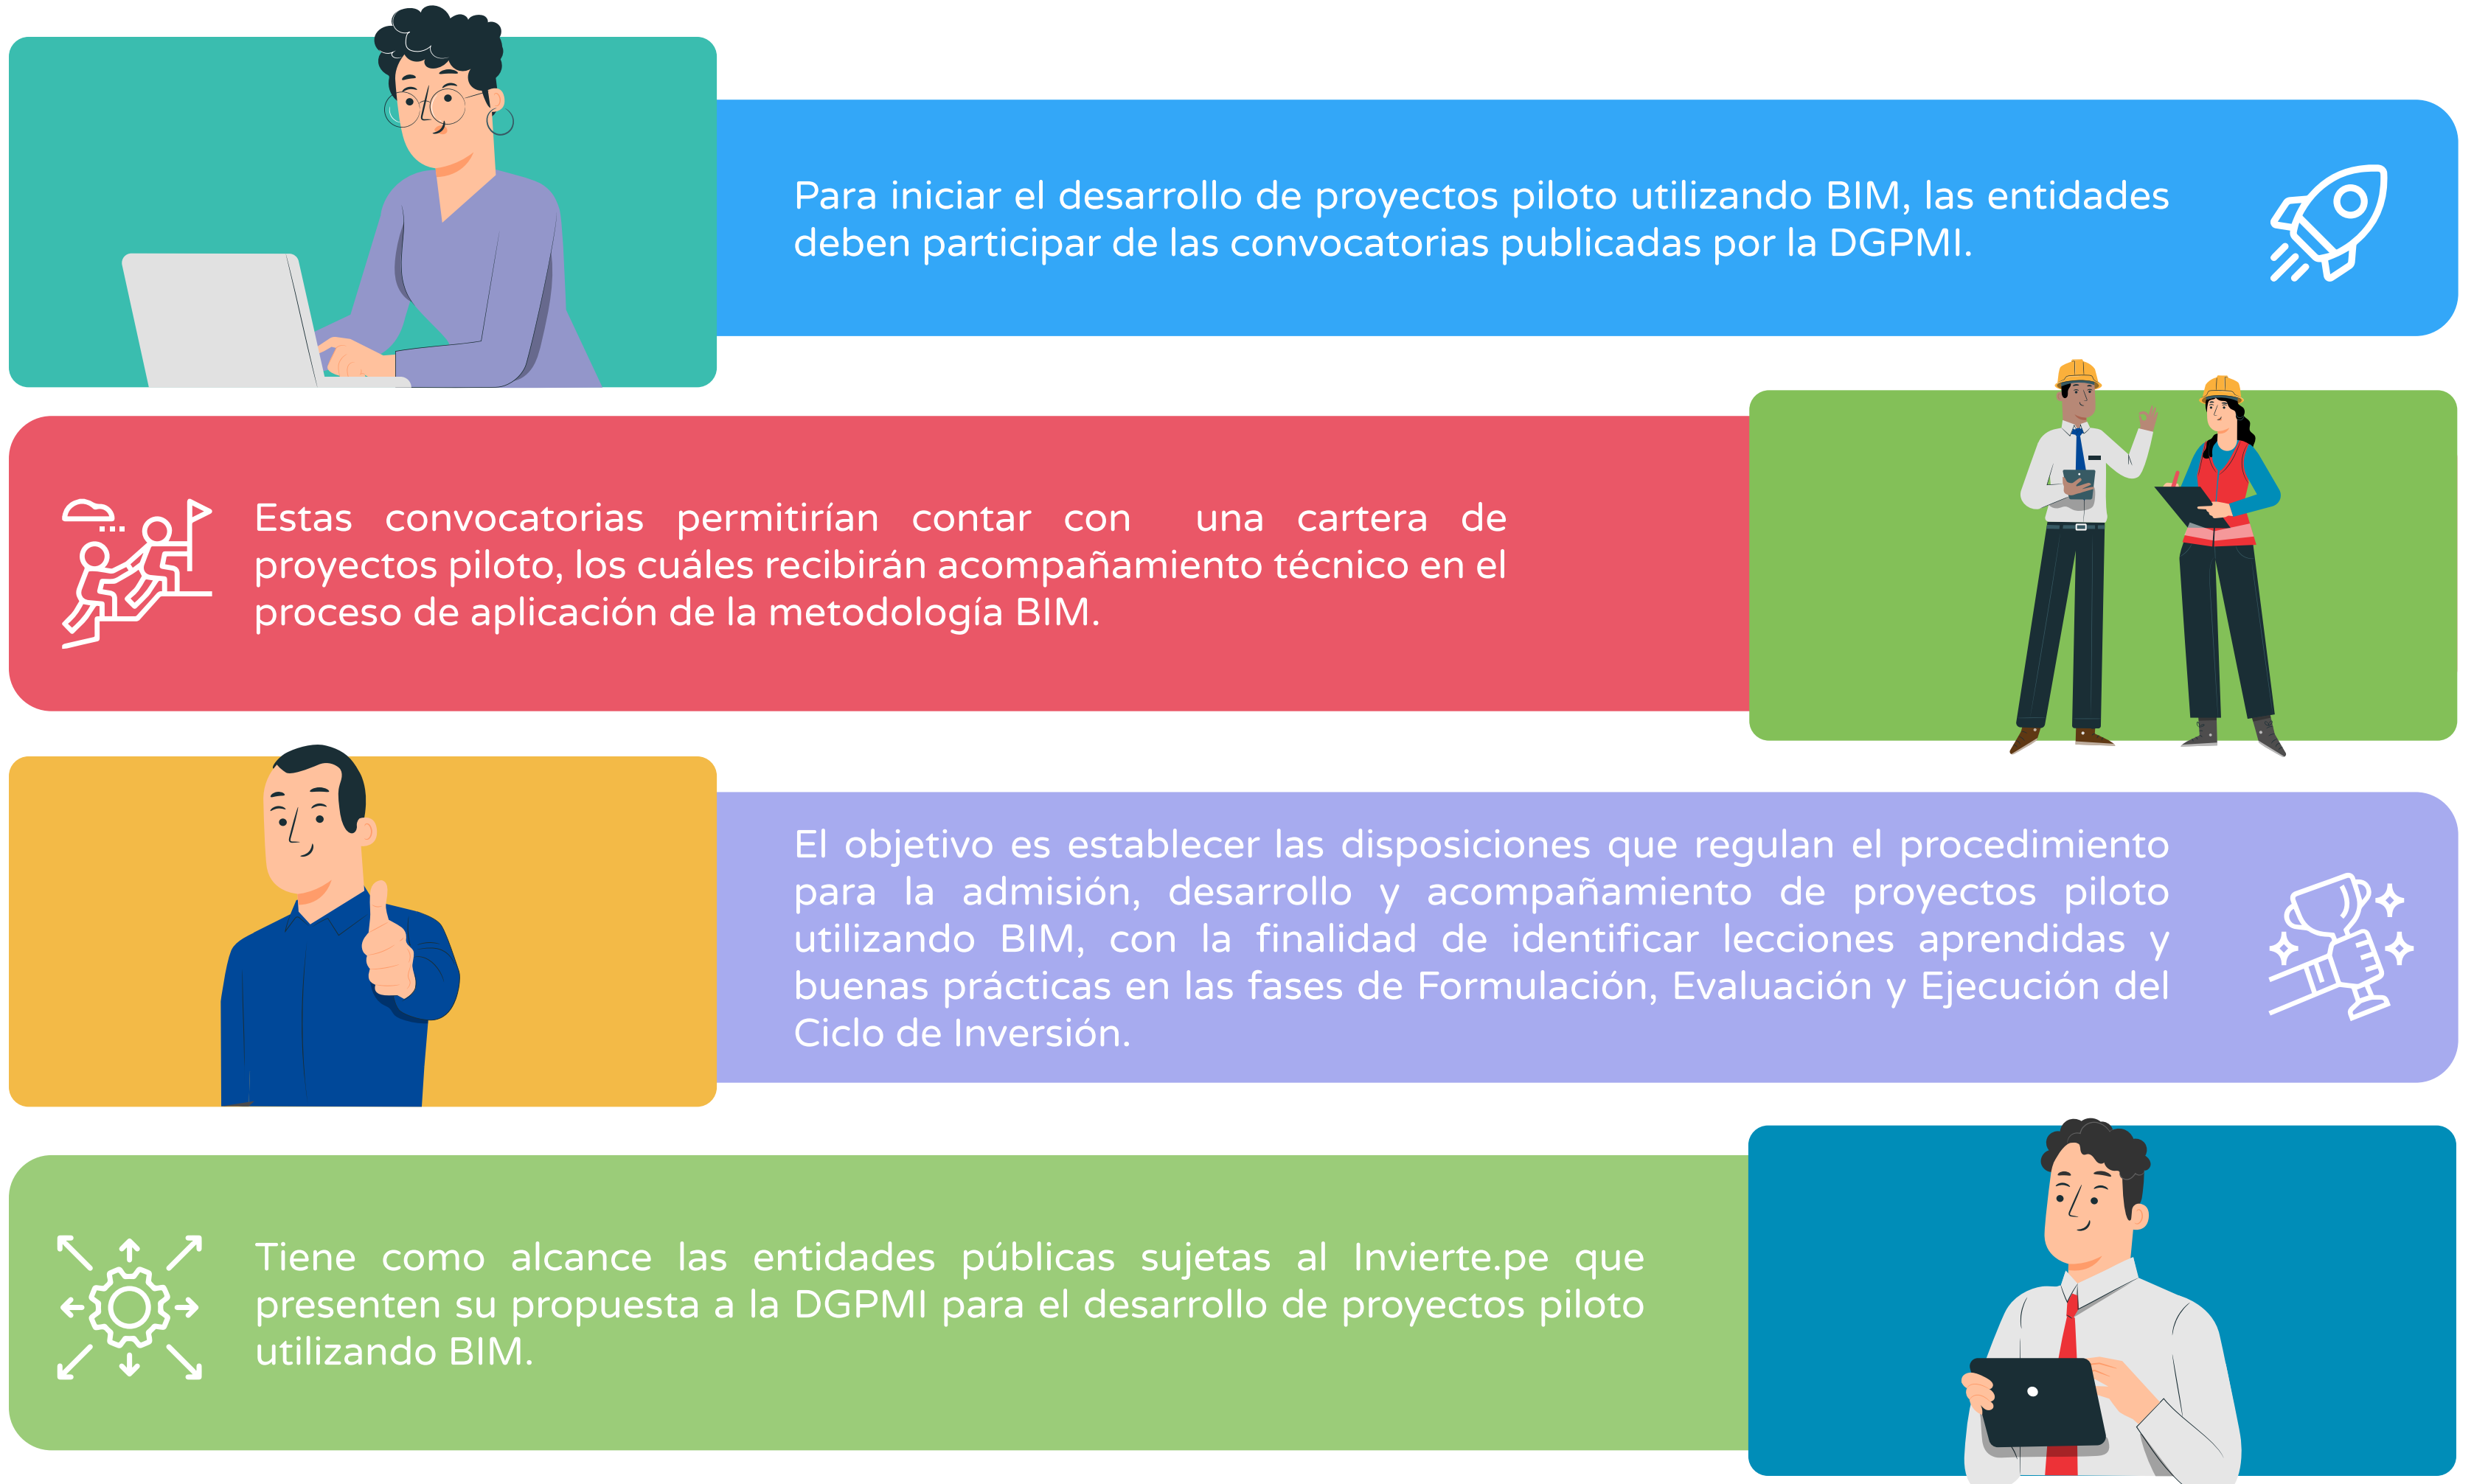 Para iniciar el desarrollo de proyectos piloto utilizando BIM, las entidades
deben participar de las convocatorias publicadas por la DGPMI.
Estas convocatorias permitirían contar con una cartera de
proyectos piloto, los cuáles recibirán acompañamiento técnico en el
proceso de aplicación de la metodología BIM.
El objetivo es establecer las disposiciones que regulan el procedimiento
para la admisión, desarrollo y acompañamiento de proyectos piloto
utilizando BIM, con la finalidad de identificar lecciones aprendidas y
buenas prácticas en las fases de Formulación, Evaluación y Ejecución del
Ciclo de Inversión.
Tiene como alcance las entidades públicas sujetas al Invierte.pe que
presenten su propuesta a la DGPMI para el desarrollo de proyectos piloto
utilizando BIM.